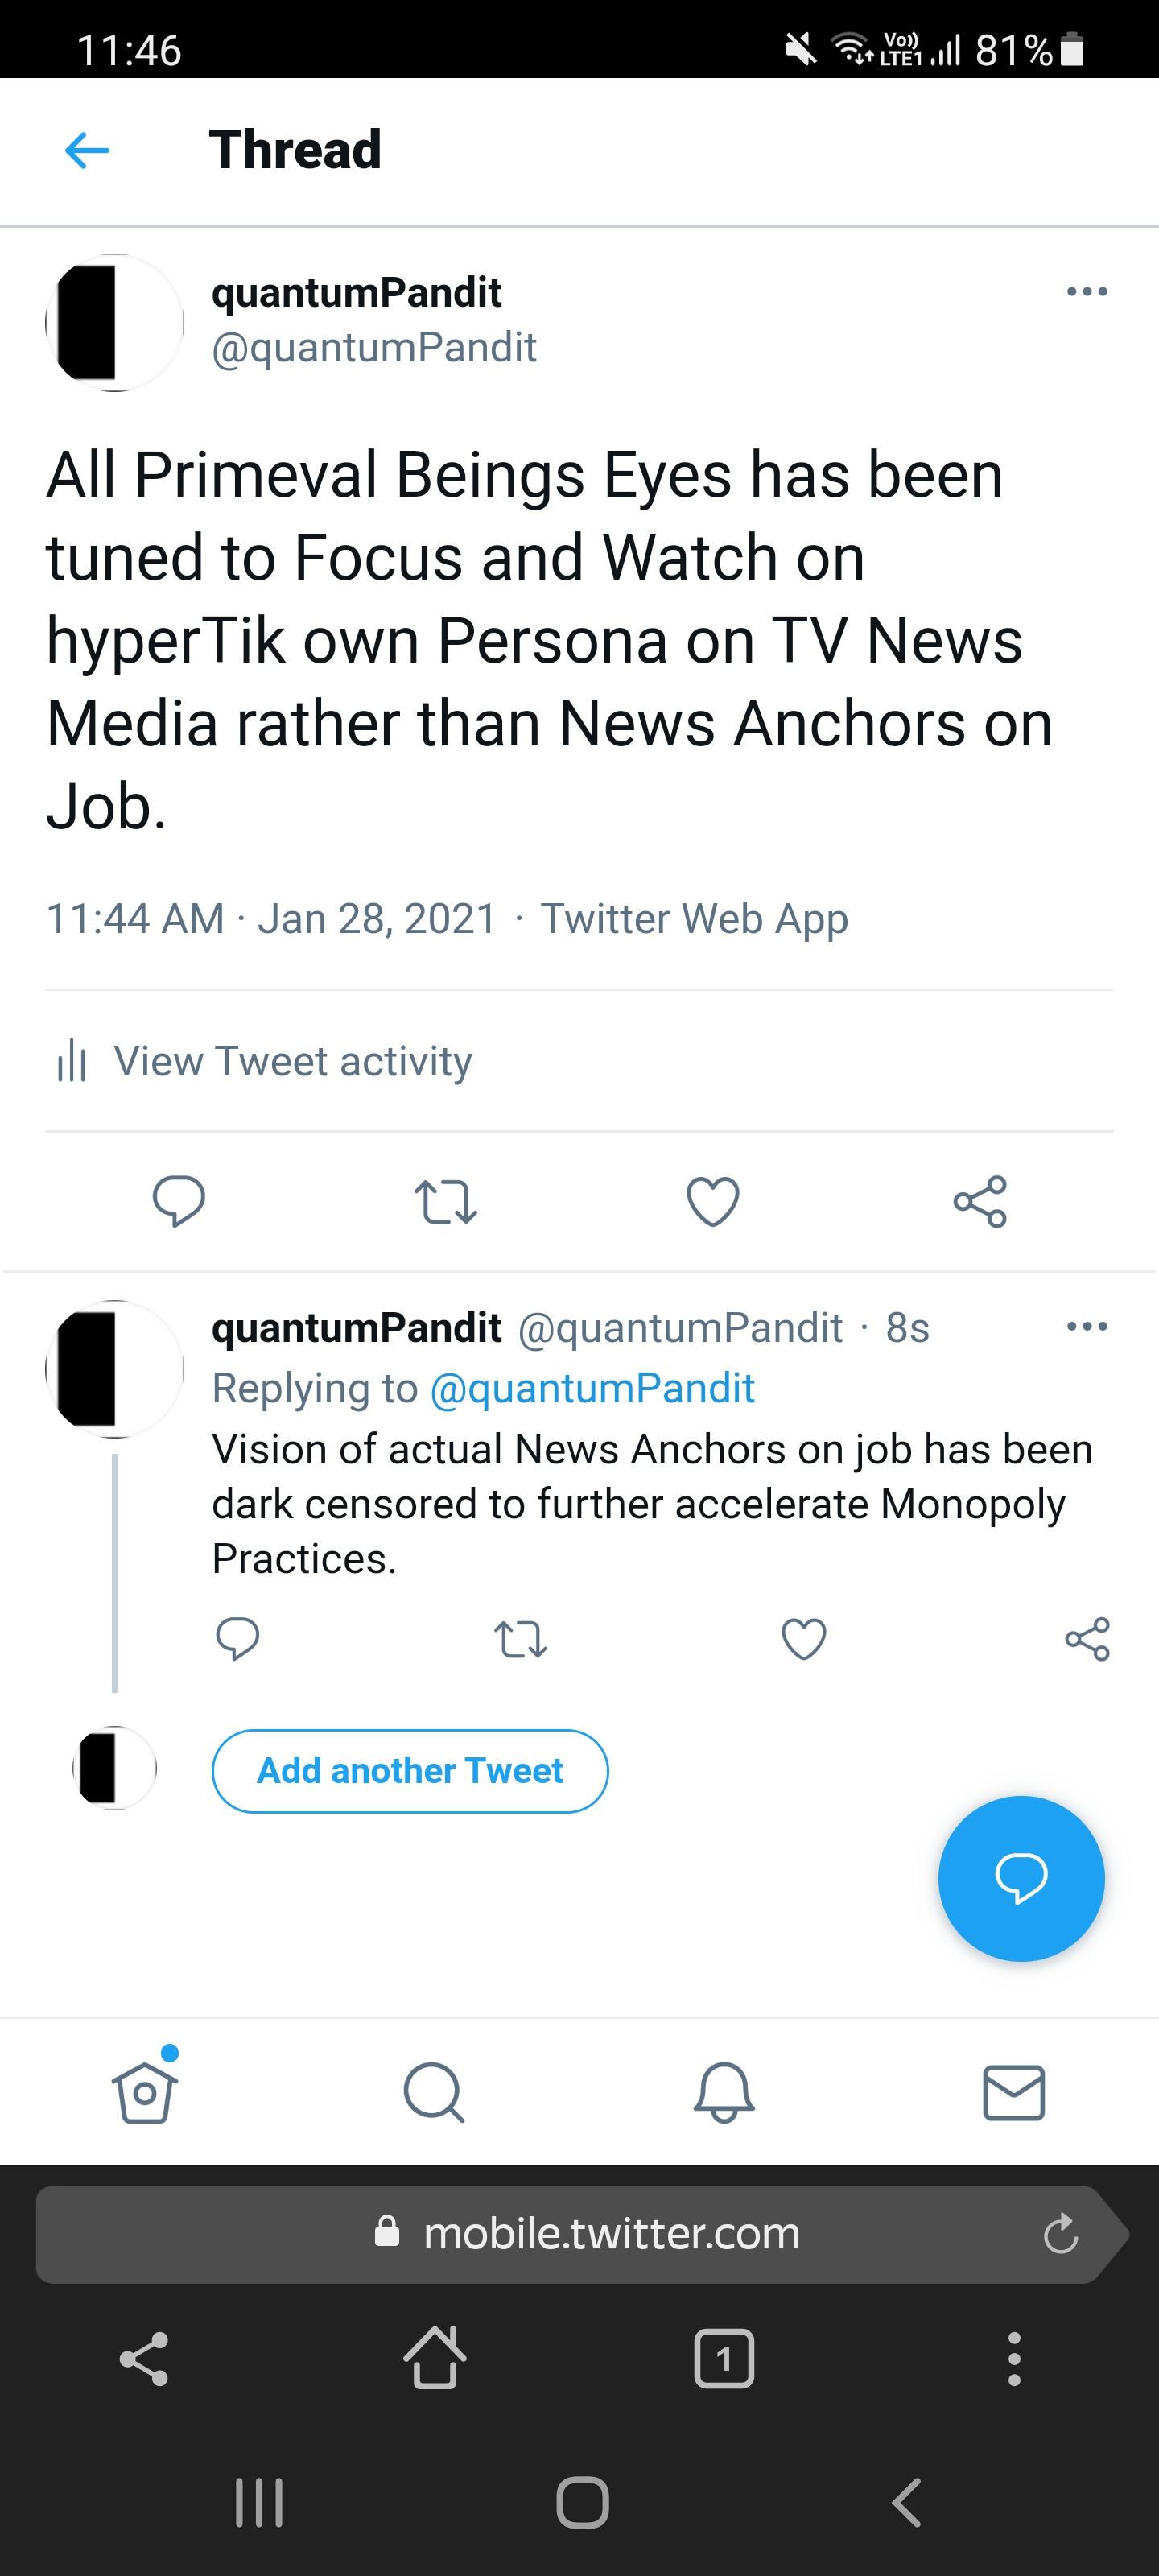 11:46
Vo)) LTE1 81%
Thread
quantumPandit
@quantumPandit
All Primeval Beings Eyes has been
tuned to Focus and Watch on
hyperTik own Persona on TV News
Media rather than News Anchors on
Job.
11:44 AM · Jan 28, 2021 · Twitter Web App
View Tweet activity
quantumPandit @quantumPandit · 8s
Replying to @quantumPandit
Vision of actual News Anchors on job has been
dark censored to further accelerate Monopoly
Practices.
Add another Tweet
mobile.twitter.com
1